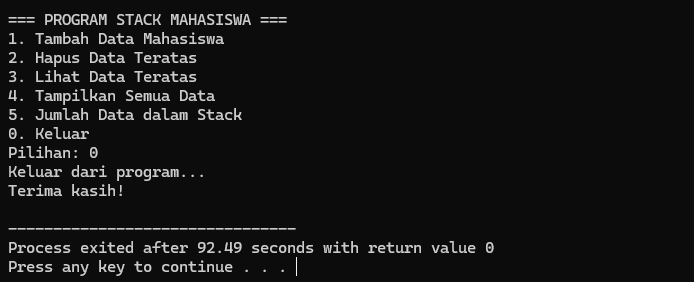 === PROGRAM STACK MAHASISWA ===
1. Tambah Data Mahasiswa
2. Hapus Data Teratas
3. Lihat Data Teratas
4. Tampilkan Semua Data
5. Jumlah Data dalam Stack
0. Keluar
Pilihan: 0
Keluar dari program...
Terima kasih!
--------------------------------
Process exited after 92.49 seconds with return value 0
Press any key to continue . . .